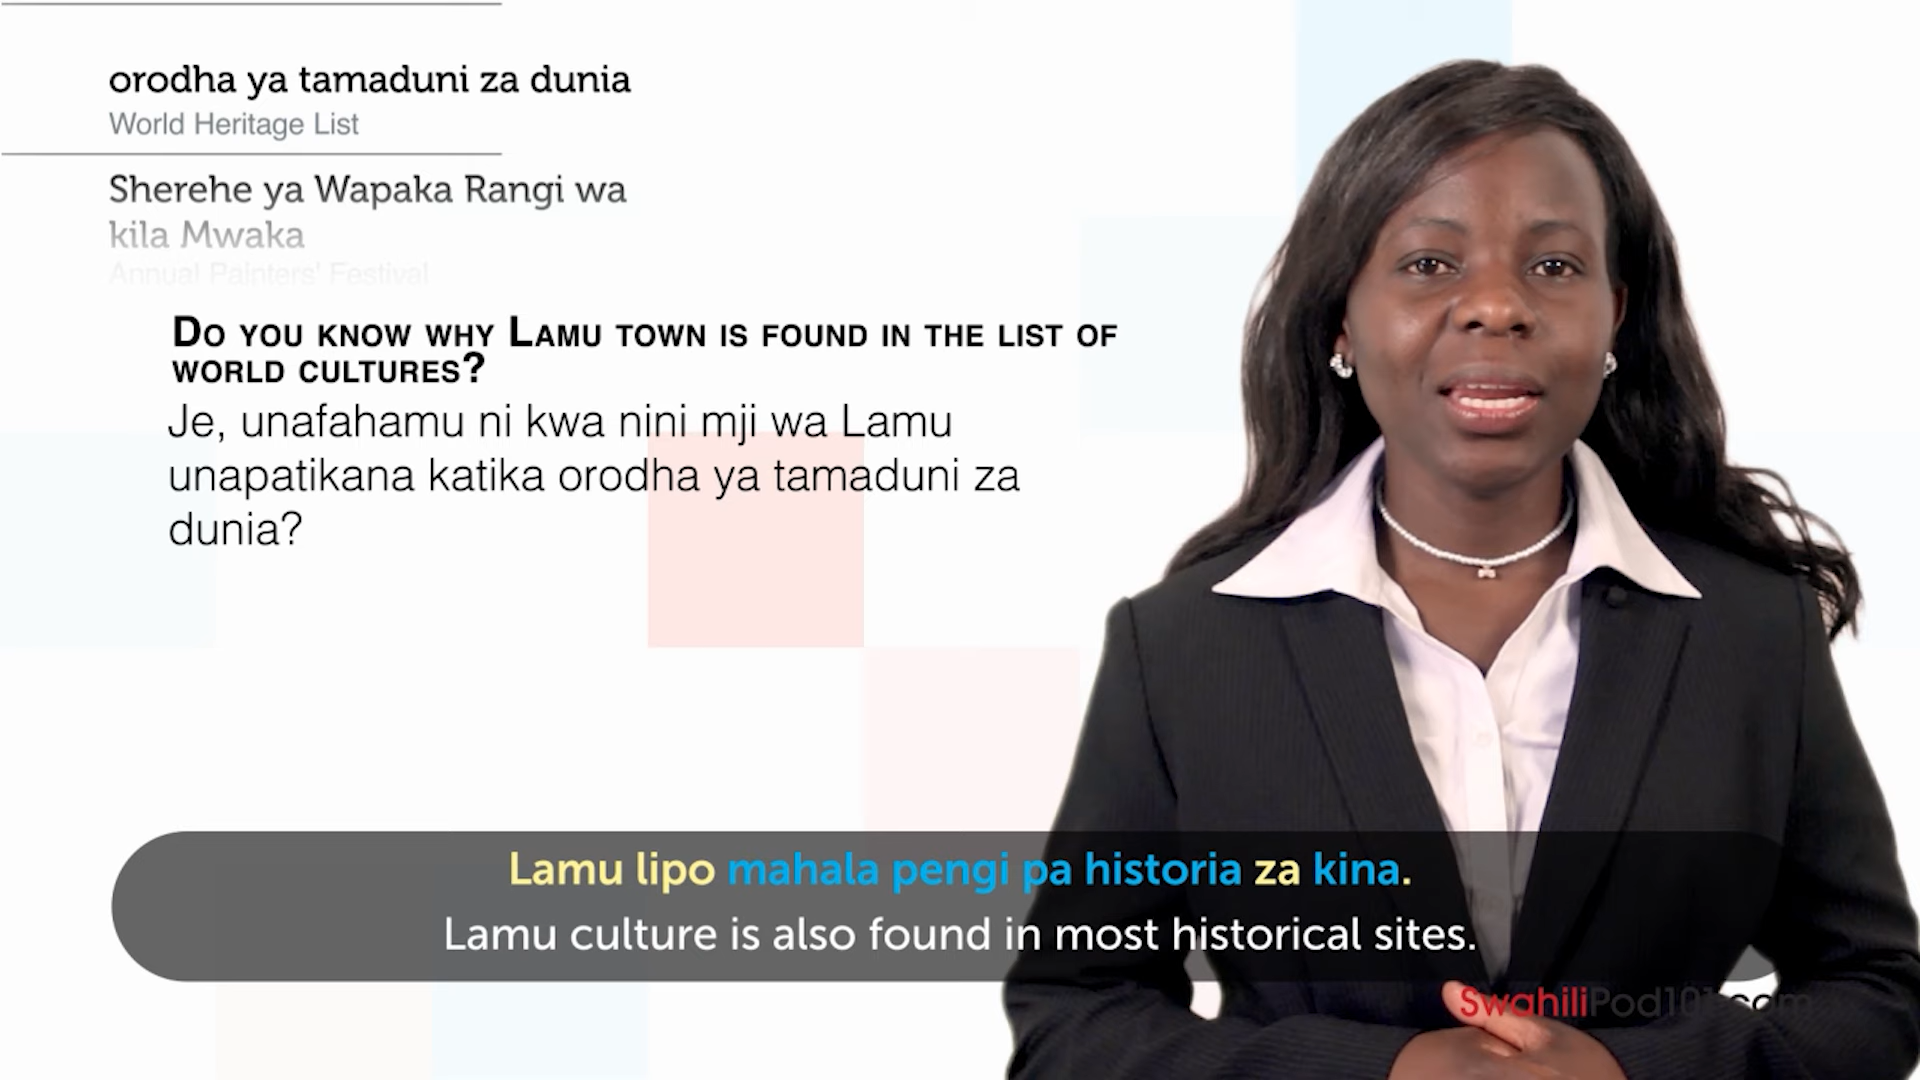 orodha ya tamaduni za dunia
World Heritage List
Sherehe ya Wapaka Rangi wa
kila Mwaka
Annual Painters' Festival
Do you know why Lamu town is found in the list of
world cultures?
Je, unafahamu ni kwa nini mji wa Lamu
unapatikana katika orodha ya tamaduni za
dunia?
Lamu lipo mahala pengi pa historia za kina.
Lamu culture is also found in most historical sites.
SwahiliPod101.com